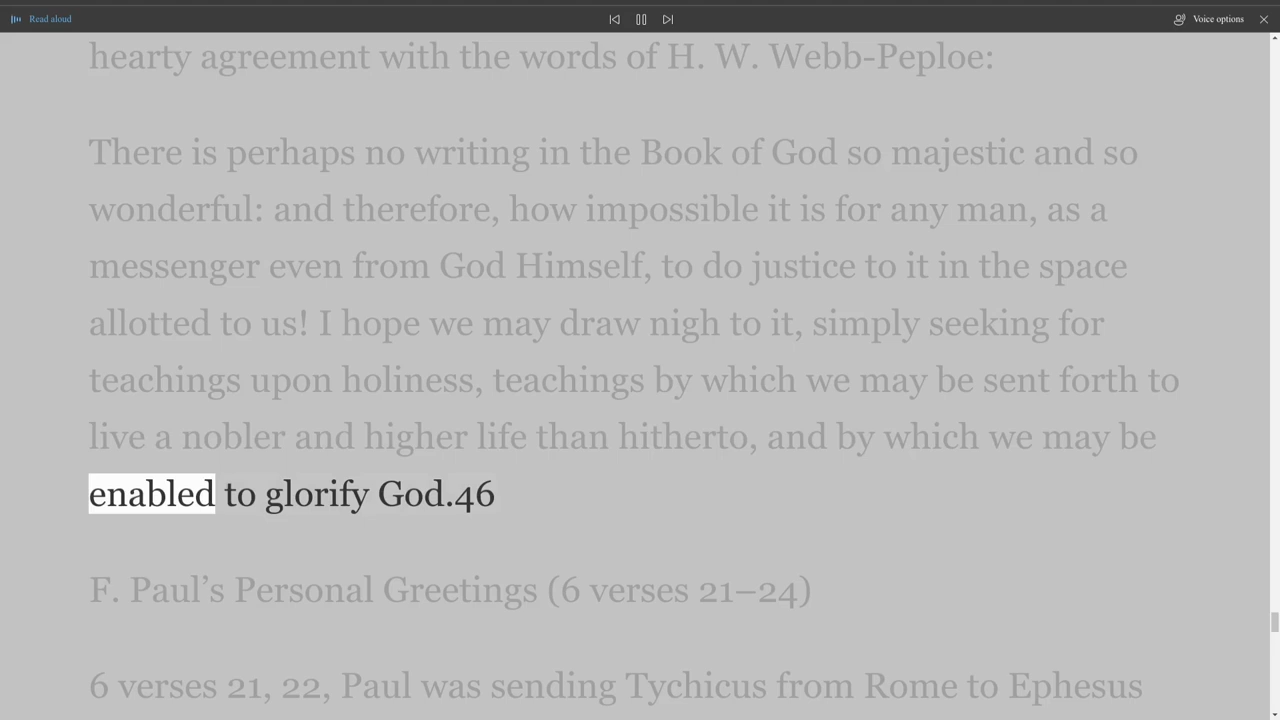 Read aloud
Voice options
hearty agreement with the words of H. W. Webb-Peploe:
There is perhaps no writing in the Book of God so majestic and so
wonderful: and therefore, how impossible it is for any man, as a
messenger even from God Himself, to do justice to it in the space
allotted to us! I hope we may draw nigh to it, simply seeking for
teachings upon holiness, teachings by which we may be sent forth to
live a nobler and higher life than hitherto, and by which we may be
enabled to glorify God.46
F. Paul’s Personal Greetings (6 verses 21–24)
6 verses 21, 22, Paul was sending Tychicus from Rome to Ephesus